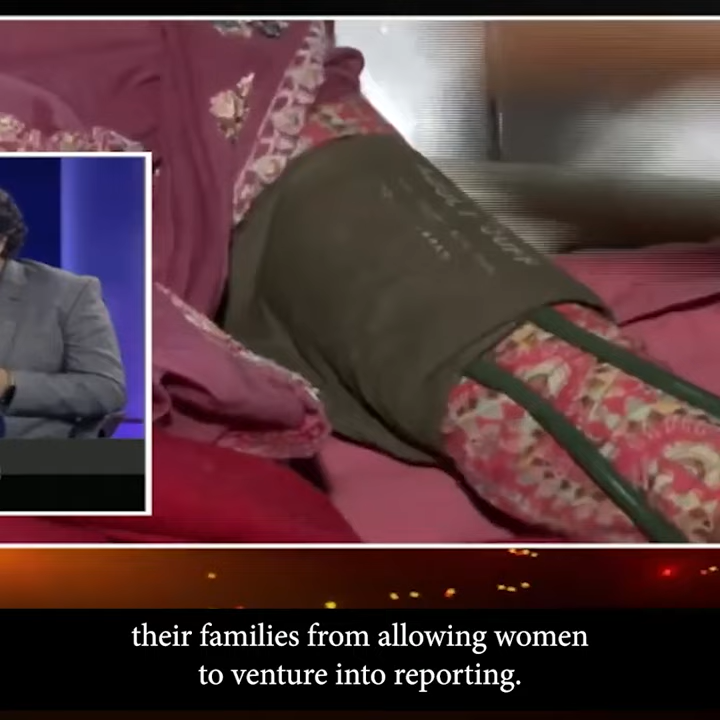 their families from allowing women
to venture into reporting.